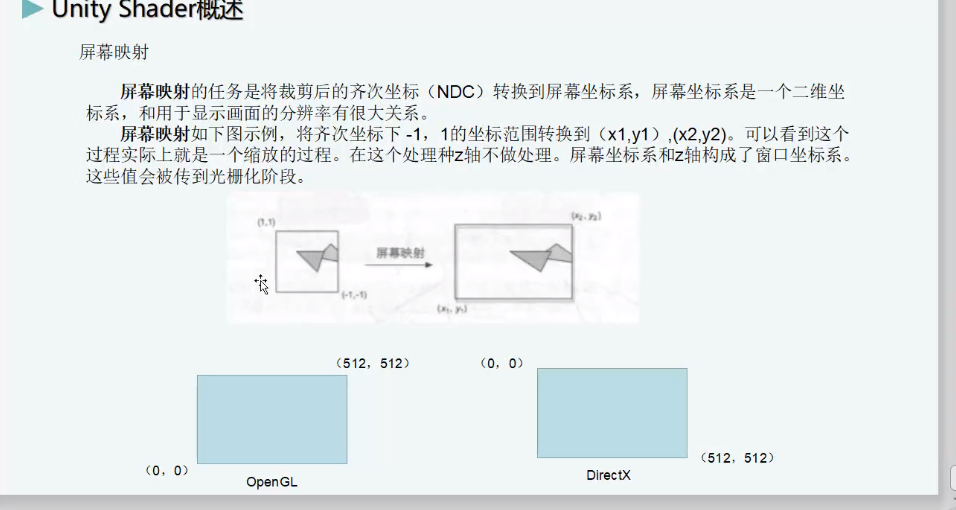 Unity Shader概述
屏幕映射
屏幕映射的任务是将裁剪后的齐次坐标（NDC）转换到屏幕坐标系，屏幕坐标系是一个二维坐
标系，和用于显示画面的分辨率有很大关系。
屏幕映射如下图示例，将齐次坐标下 -1，1的坐标范围转换到（x1,y1）,(x2,y2)。可以看到这个
过程实际上就是一个缩放的过程。在这个处理种z轴不做处理。屏幕坐标系和z轴构成了窗口坐标系。
这些值会被传到光栅化阶段。
(1,1)
(x₂, y₂)
屏幕映射
(-1,-1)
(x₁, y₁)
（512，512）
（0，0）
（0，0）
OpenGL
（512，512）
DirectX